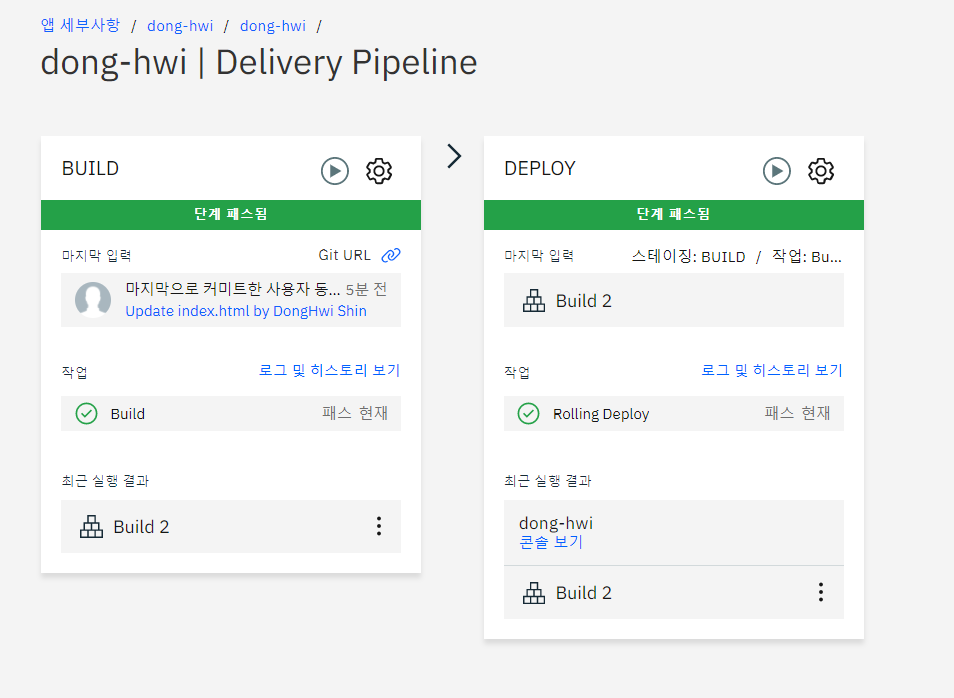 앱 세부사항 / dong-hwi / dong-hwi /
dong-hwi | Delivery Pipeline
BUILD
단계 패스됨
마지막 입력 Git URL
마지막으로 커미트한 사용자 동... 5분 전
Update index.html by DongHwi Shin
작업 로그 및 히스토리 보기
Build 패스 현재
최근 실행 결과
Build 2
DEPLOY
단계 패스됨
마지막 입력 스테이징: BUILD / 작업: Bu...
Build 2
작업 로그 및 히스토리 보기
Rolling Deploy 패스 현재
최근 실행 결과
dong-hwi
콘솔 보기
Build 2